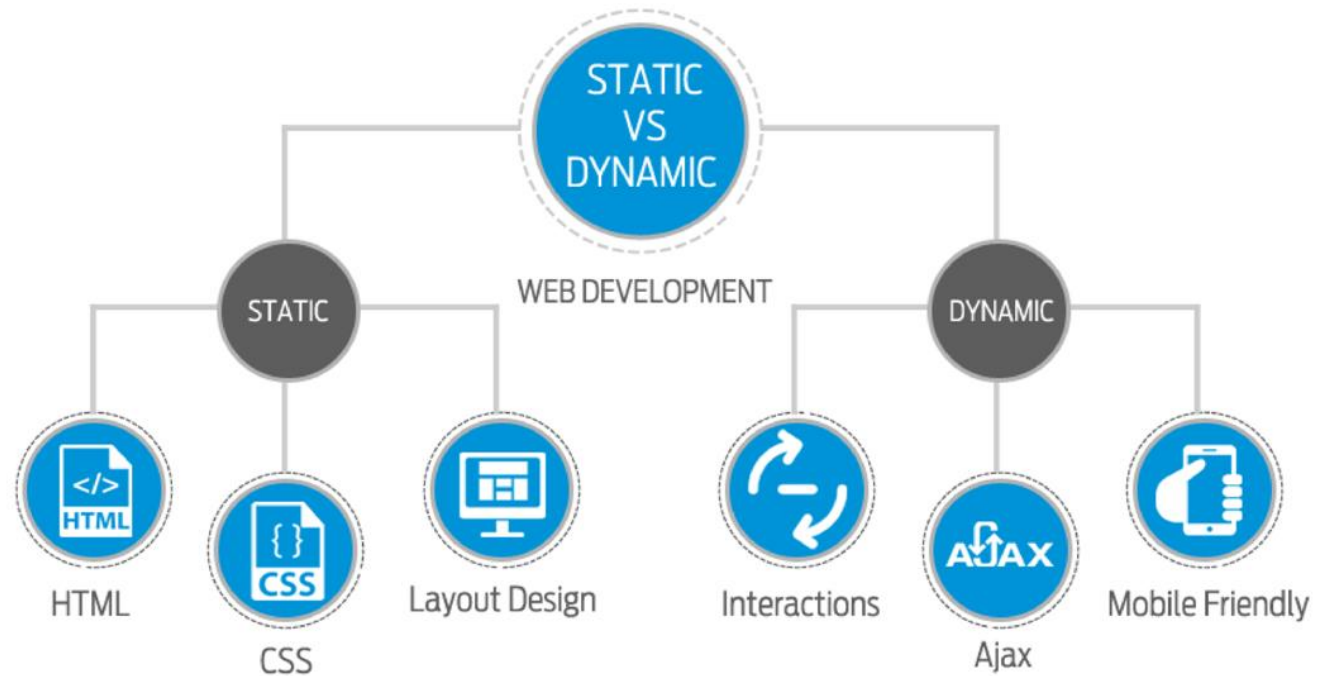 STATIC
VS
DYNAMIC
WEB DEVELOPMENT
STATIC
DYNAMIC
</>
HTML
HTML
{}
CSS
CSS
Layout Design
Interactions
AJAX
Ajax
Mobile Friendly